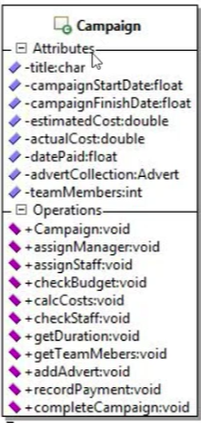 Campaign
Attributes
-title:char
-campaignStartDate:float
-campaignFinishDate:float
-estimatedCost:double
-actualCost:double
-datePaid:float
-advertCollection:Advert
-teamMembers:int
Operations
+Campaign:void
+assignManager:void
+assignStaff:void
+checkBudget:void
+calcCosts:void
+checkStaff:void
+getDuration:void
+getTeamMebers:void
+addAdvert:void
+recordPayment:void
+completeCampaign:void